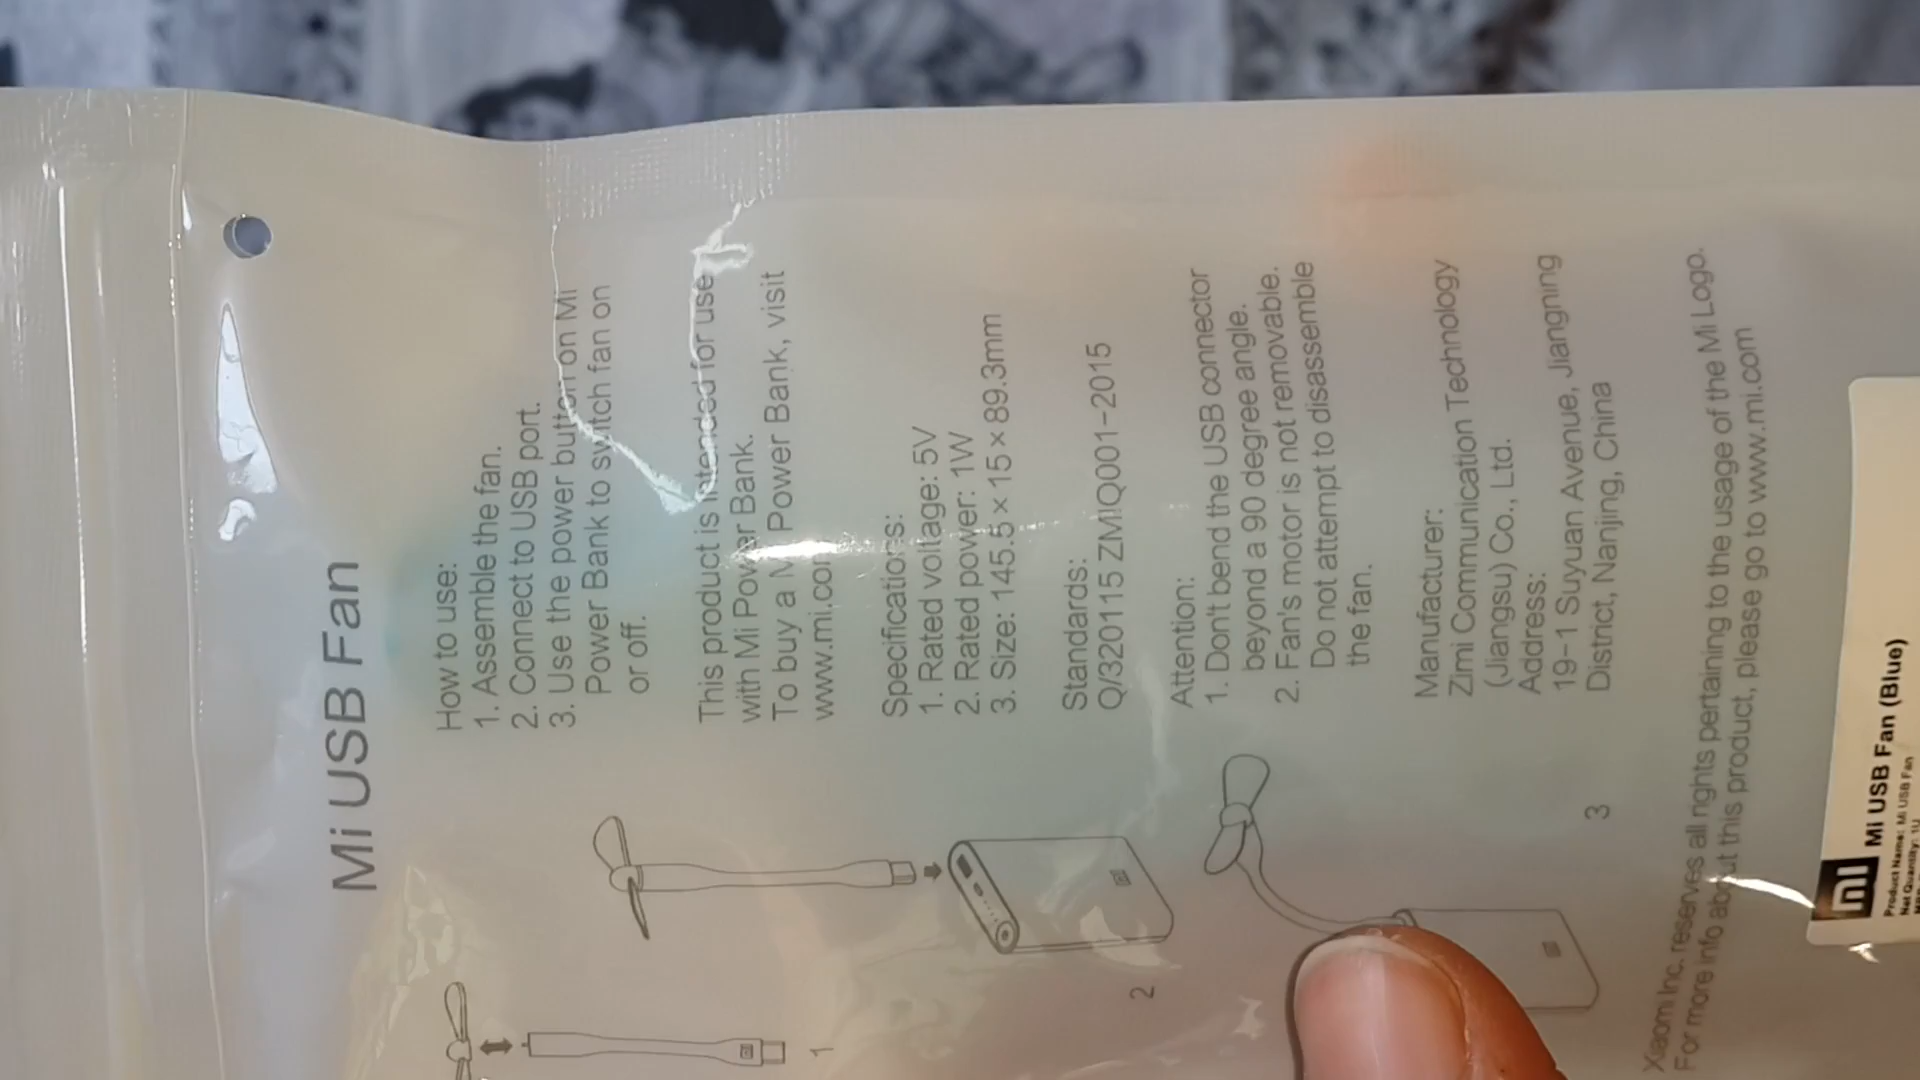 Mi USB Fan
How to use:
1. Assemble the fan.
2. Connect to USB port.
3. Use the power button on Mi
Power Bank to switch fan on
or off.
This product is intended for use
with Mi Power Bank.
To buy a Mi Power Bank, visit
www.mi.com
Specifications:
1. Rated voltage: 5V
2. Rated power: 1W
3. Size: 145.5×15×89.3mm
Standards:
Q/320115 ZMIQ001-2015
Attention:
1. Don't bend the USB connector
beyond a 90 degree angle.
2. Fan's motor is not removable.
Do not attempt to disassemble
the fan.
Manufacturer:
Zimi Communication Technology
(Jiangsu) Co., Ltd.
Address:
19-1 Suyuan Avenue, Jiangning
District, Nanjing, China
1
2
3
Xiaomi Inc. reserves all rights pertaining to the usage of the Mi Logo.
For more info about this product, please go to www.mi.com
mi
Mi USB Fan (Blue)
Product Name: Mi USB Fan
Net Quantity: 1U